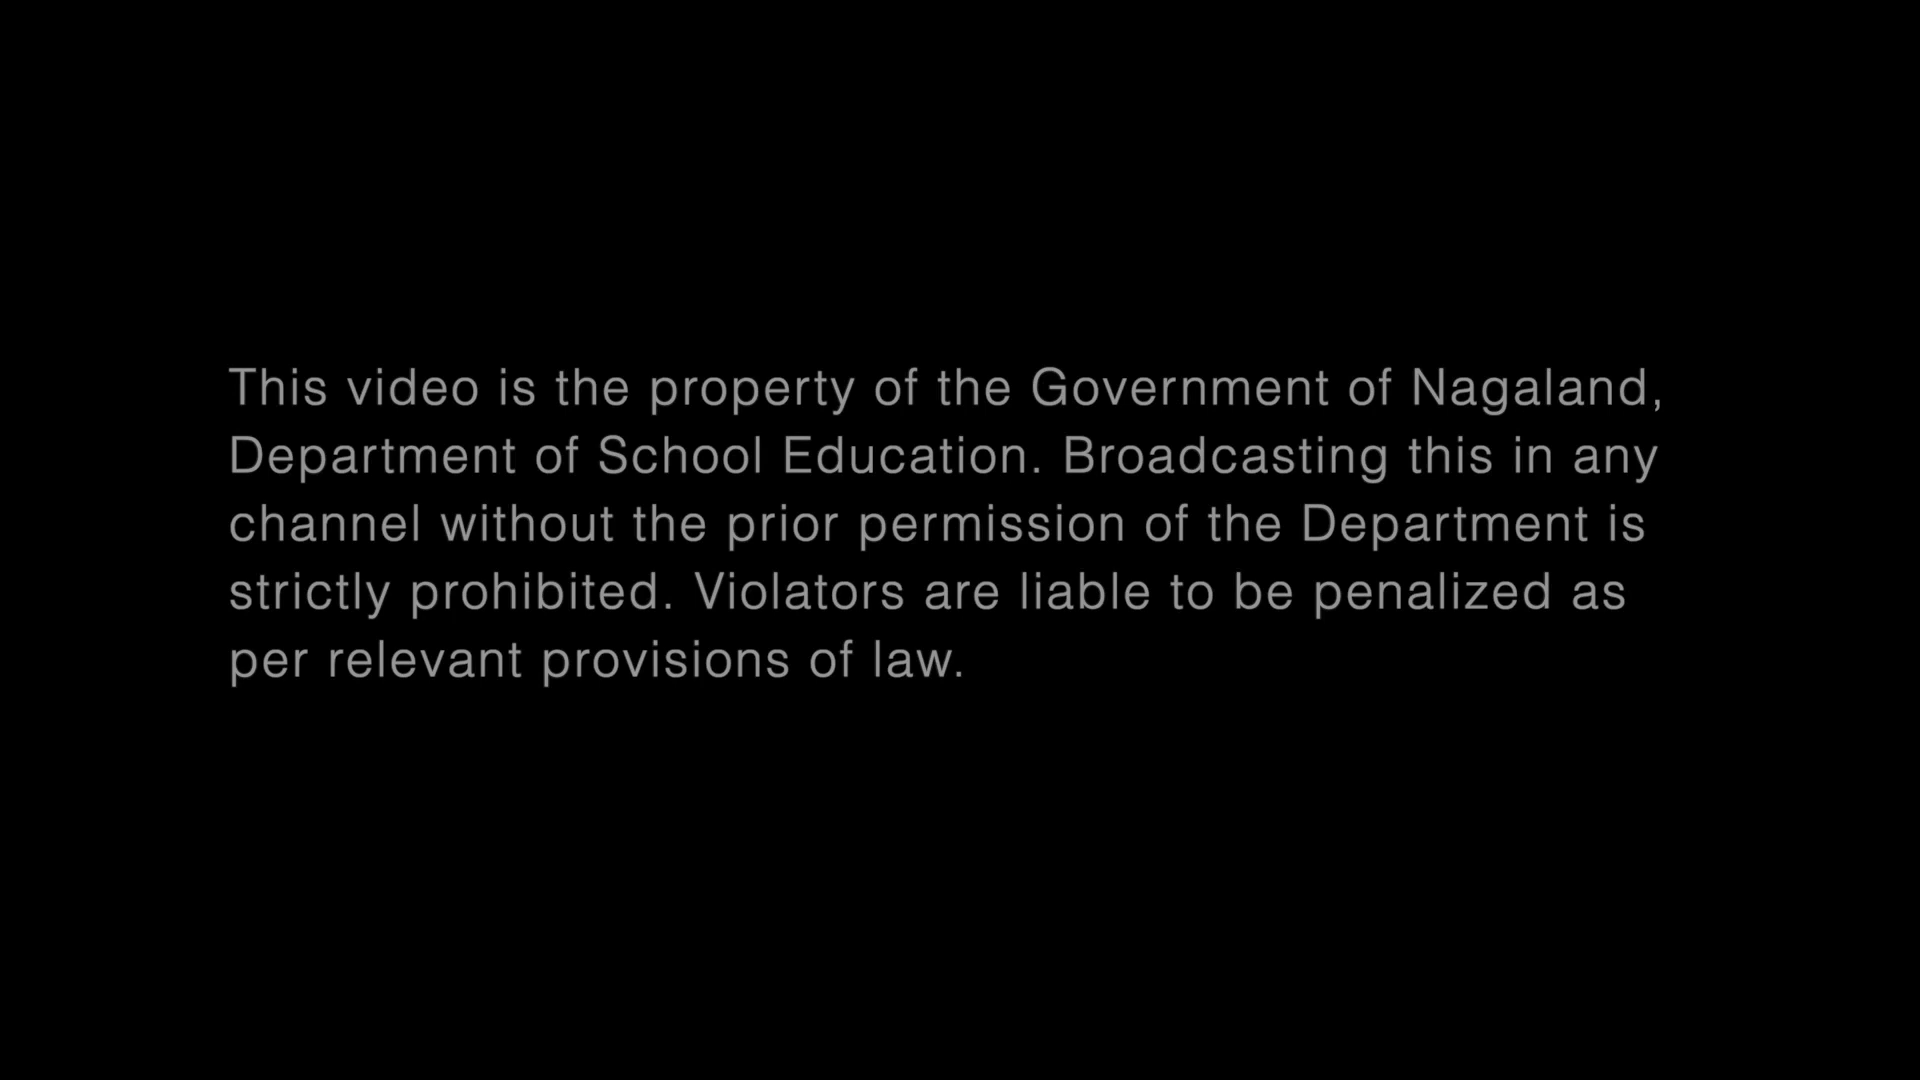 This video is the property of the Government of Nagaland,
Department of School Education. Broadcasting this in any
channel without the prior permission of the Department is
strictly prohibited. Violators are liable to be penalized as
per relevant provisions of law.